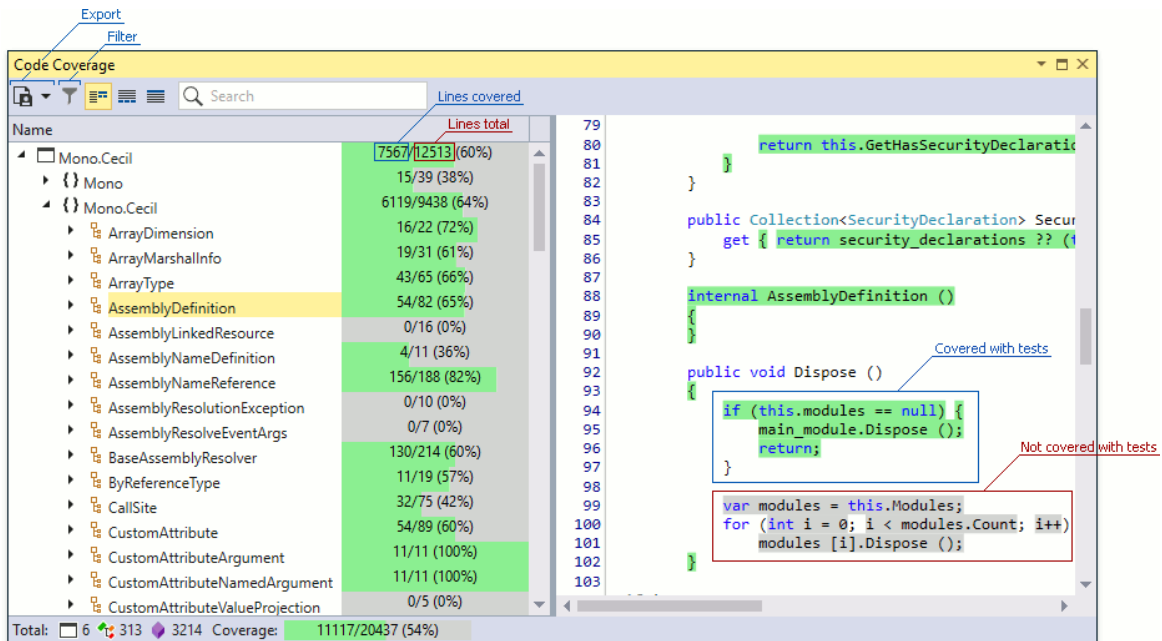 Export
Filter
Code Coverage
Search
Lines covered
Name
Lines total
Mono.Cecil 7567/12513 (60%)
{} Mono 15/39 (38%)
{} Mono.Cecil 6119/9438 (64%)
ArrayDimension 16/22 (72%)
ArrayMarshalInfo 19/31 (61%)
ArrayType 43/65 (66%)
AssemblyDefinition 54/82 (65%)
AssemblyLinkedResource 0/16 (0%)
AssemblyNameDefinition 4/11 (36%)
AssemblyNameReference 156/188 (82%)
AssemblyResolutionException 0/10 (0%)
AssemblyResolveEventArgs 0/7 (0%)
BaseAssemblyResolver 130/214 (60%)
ByReferenceType 11/19 (57%)
CallSite 32/75 (42%)
CustomAttribute 54/89 (60%)
CustomAttributeArgument 11/11 (100%)
CustomAttributeNamedArgument 11/11 (100%)
CustomAttributeValueProjection 0/5 (0%)
79
80 return this.GetHasSecurityDeclaratio
81 }
82 }
83
84 public Collection<SecurityDeclaration> Secur
85 get { return security_declarations ?? (t
86 }
87
88 internal AssemblyDefinition ()
89 {
90 }
91
Covered with tests
92 public void Dispose ()
93 {
94 if (this.modules == null) {
95 main_module.Dispose ();
96 return;
97 }
Not covered with tests
98
99 var modules = this.Modules;
100 for (int i = 0; i < modules.Count; i++)
101 modules [i].Dispose ();
102 }
103
Total: 6 313 3214 Coverage: 11117/20437 (54%)